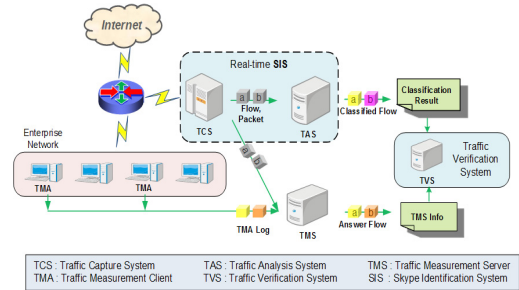 Internet
Real-time SIS
a b
Flow,
Packet
TCS
TAS
a b
Classified Flow
Classification
Result
Enterprise
Network
a b
Traffic
Verification
System
TVS
TMA
TMA
TMA Log
TMS
a b
Answer Flow
TMS Info
TCS : Traffic Capture System
TAS : Traffic Analysis System
TMS : Traffic Measurement Server
TMA : Traffic Measurement Client
TVS : Traffic Verification System
SIS : Skype Identification System